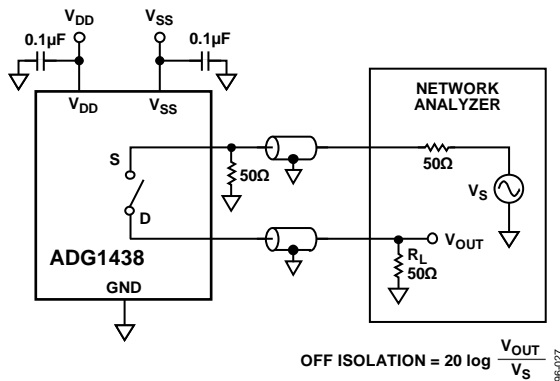 VDD
VSS
0.1µF
0.1µF
VDD
VSS
NETWORK
ANALYZER
S
50Ω
50Ω
VS
D
VOUT
RL
50Ω
ADG1438
GND
OFF ISOLATION = 20 log VOUT
VS